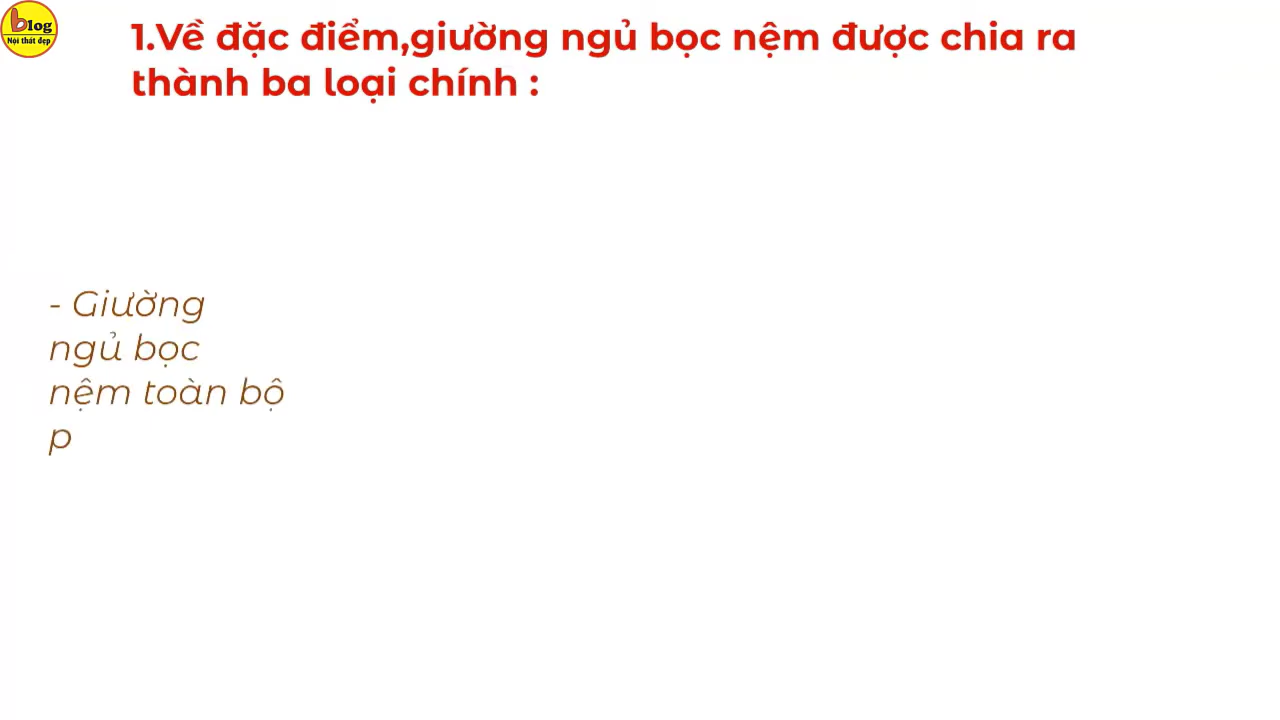 blog
Nội thất đẹp
1.Về đặc điểm,giường ngủ bọc nệm được chia ra
thành ba loại chính :
- Giường
ngủ bọc
nệm toàn bộ
p